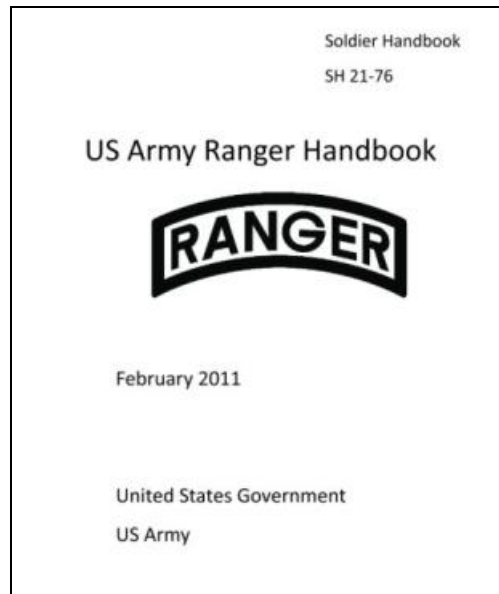 Soldier Handbook
SH 21-76
US Army Ranger Handbook
RANGER
February 2011
United States Government
US Army